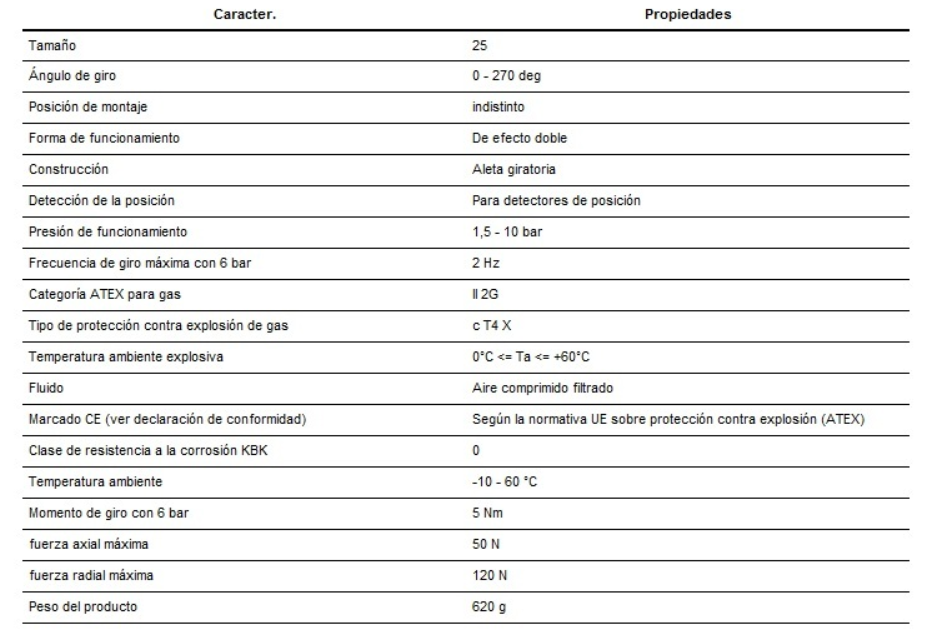 Caracter. Propiedades
Tamaño 25
Ángulo de giro 0 - 270 deg
Posición de montaje indistinto
Forma de funcionamiento De efecto doble
Construcción Aleta giratoria
Detección de la posición Para detectores de posición
Presión de funcionamiento 1,5 - 10 bar
Frecuencia de giro máxima con 6 bar 2 Hz
Categoría ATEX para gas II 2G
Tipo de protección contra explosión de gas c T4 X
Temperatura ambiente explosiva 0°C <= Ta <= +60°C
Fluido Aire comprimido filtrado
Marcado CE (ver declaración de conformidad) Según la normativa UE sobre protección contra explosión (ATEX)
Clase de resistencia a la corrosión KBK 0
Temperatura ambiente -10 - 60 °C
Momento de giro con 6 bar 5 Nm
fuerza axial máxima 50 N
fuerza radial máxima 120 N
Peso del producto 620 g